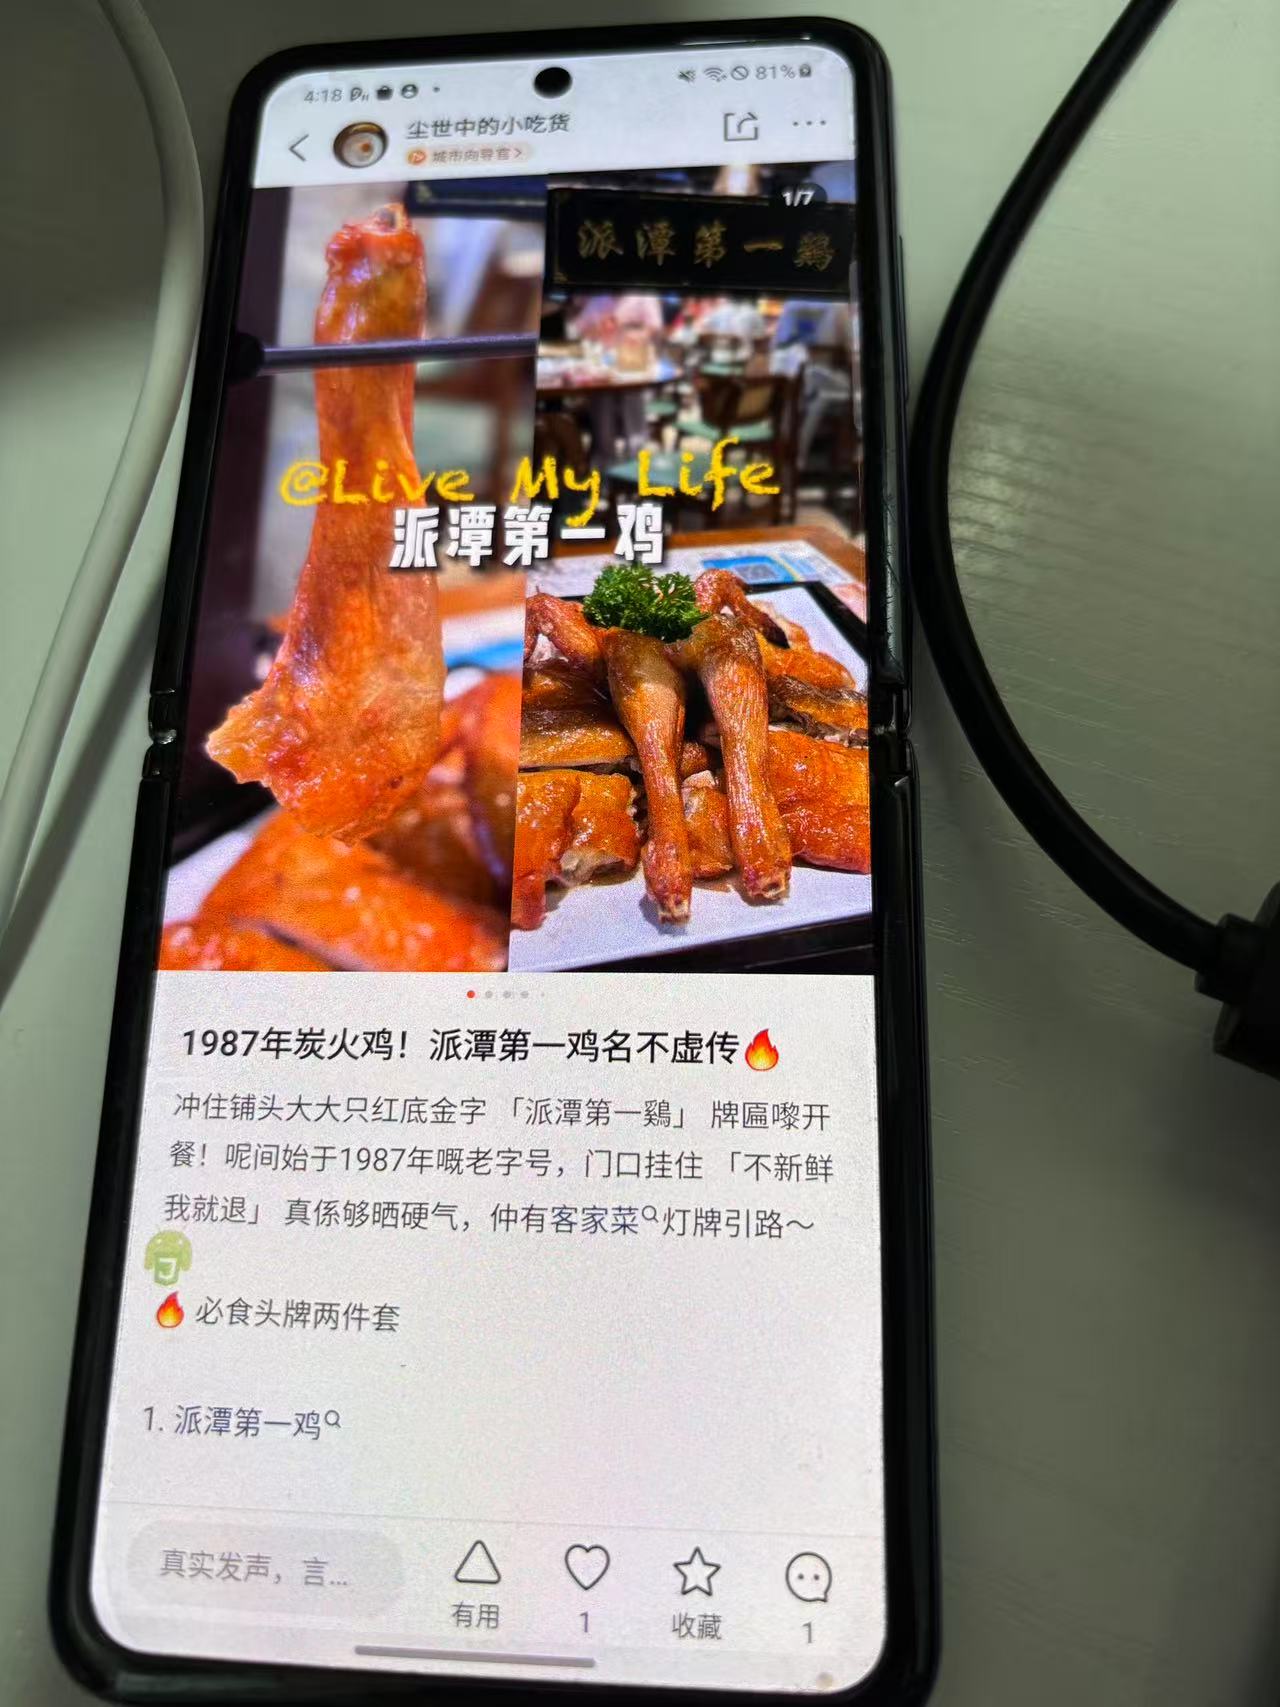 4:18
81%
尘世中的小吃货
城市向导官>
1/7
派潭第一鷄
@Live My Life
派潭第一鸡
1987年炭火鸡！派潭第一鸡名不虚传🔥
冲住铺头大大只红底金字「派潭第一鷄」牌匾嚟开
餐！呢间始于1987年嘅老字号，门口挂住「不新鲜
我就退」真係够晒硬气，仲有客家菜灯牌引路～
🔥 必食头牌两件套
1. 派潭第一鸡
真实发声，言...
有用
1
收藏
1